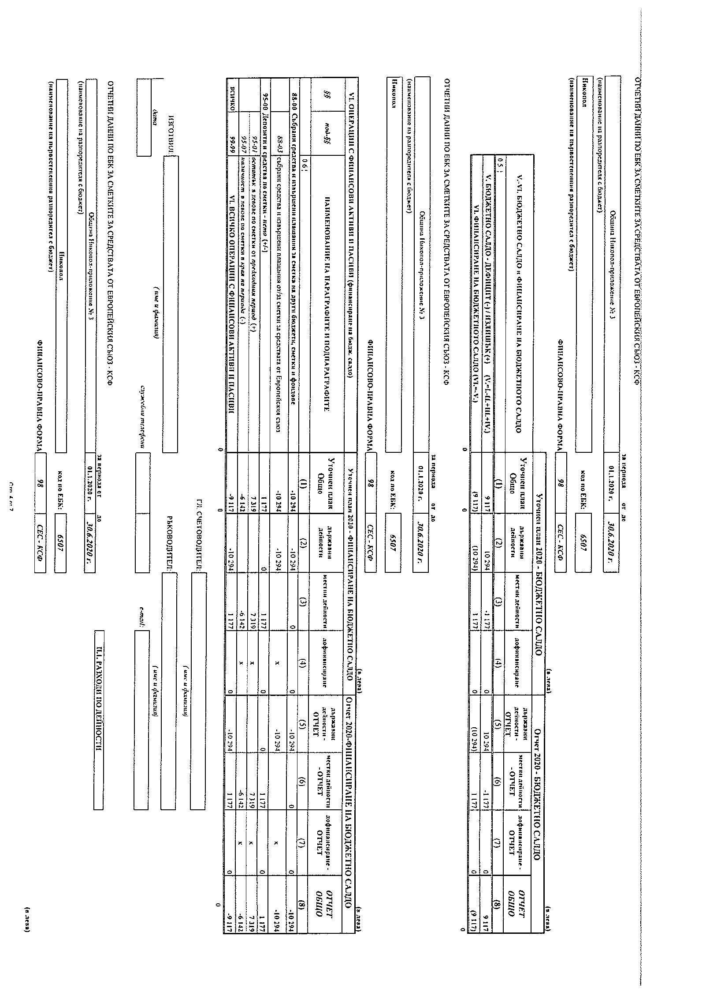 ОТЧЕТНИ ДАННИ ПО ЕБК ЗА СМЕТКИТЕ ЗА СРЕДСТВАТА ОТ ЕВРОПЕЙСКИЯ СЪЮЗ - КСФ
за периода от до
Община Никопол-приложение № 3 01.1.2020 г. 30.6.2020 г.
(наименование на разпоредителя с бюджет)
Никопол код по ЕБК: 6507
(наименование на първостепенния разпоредител с бюджет)
ФИНАНСОВО-ПРАВНА ФОРМА 98 СЕС - КСФ
(в лева) (в лева)
Уточнен план 2020 - БЮДЖЕТНО САЛДО Отчет 2020 - БЮДЖЕТНО САЛДО
V.-VI. БЮДЖЕТНО САЛДО и ФИНАНСИРАНЕ НА БЮДЖЕТНОТО САЛДО Уточнен план Общо държавни дейности местни дейности дофинансиране държавни дейности - ОТЧЕТ местни дейности - ОТЧЕТ дофинансиране - ОТЧЕТ ОТЧЕТ ОБЩО
0 5 (1) (2) (3) (4) (5) (6) (7) (8)
V. БЮДЖЕТНО САЛДО - ДЕФИЦИТ (-) / ИЗЛИШЪК (+) (V.=I.-II.+III.+IV.) 9 117 10 294 -1 177 0 10 294 -1 177 0 9 117
VI. ФИНАНСИРАНЕ НА БЮДЖЕТНОТО САЛДО (VI.=-V.) (9 117) (10 294) 1 177 0 (10 294) 1 177 0 (9 117)
0 0 0
ОТЧЕТНИ ДАННИ ПО ЕБК ЗА СМЕТКИТЕ ЗА СРЕДСТВАТА ОТ ЕВРОПЕЙСКИЯ СЪЮЗ - КСФ
за периода от до
Община Никопол-приложение № 3 01.1.2020 г. 30.6.2020 г.
(наименование на разпоредителя с бюджет)
Никопол код по ЕБК: 6507
ФИНАНСОВО-ПРАВНА ФОРМА 98 СЕС - КСФ
(в лева) (в лева)
VI. ОПЕРАЦИИ С ФИНАНСОВИ АКТИВИ И ПАСИВИ (финансиране на бюдж. салдо) Уточнен план 2020 - ФИНАНСИРАНЕ НА БЮДЖЕТНО САЛДО Отчет 2020-ФИНАНСИРАНЕ НА БЮДЖЕТНО САЛДО
§§ под-§§ НАИМЕНОВАНИЕ НА ПАРАГРАФИТЕ И ПОДПАРАГРАФИТЕ Уточнен план Общо държавни дейности местни дейности дофинансиране държавни дейности - ОТЧЕТ местни дейности - ОТЧЕТ дофинансиране - ОТЧЕТ ОТЧЕТ ОБЩО
0 6 (1) (2) (3) (4) (5) (6) (7) (8)
88-00 Събрани средства и извършени плащания за сметка на други бюджети, сметки и фондове -10 294 -10 294 0 0 -10 294 0 0 -10 294
88-03 събрани средства и извършени плащания от/за сметки за средствата от Европейския съюз -10 294 -10 294 x -10 294 x -10 294
95-00 Депозити и средства по сметки - нето (+/-) 1 177 0 1 177 0 0 1 177 0 1 177
95-01 остатък в левове по сметки от предходния период (+) 7 319 7 319 x 7 319 x 7 319
95-07 наличност в левове по сметки в края на периода (-) -6 142 -6 142 x -6 142 x -6 142
всичко 99-99 VI. ВСИЧКО ОПЕРАЦИИ С ФИНАНСОВИ АКТИВИ И ПАСИВИ -9 117 -10 294 1 177 0 -10 294 1 177 0 -9 117
0 0 0
ГЛ. СЧЕТОВОДИТЕЛ:
( име и фамилия)
ИЗГОТВИЛ: РЪКОВОДИТЕЛ:
( име и фамилия) ( име и фамилия)
дата служебни телефони e-mail:
ОТЧЕТНИ ДАННИ ПО ЕБК ЗА СМЕТКИТЕ ЗА СРЕДСТВАТА ОТ ЕВРОПЕЙСКИЯ СЪЮЗ - КСФ
за периода от до II.1. РАЗХОДИ ПО ДЕЙНОСТИ
Община Никопол-приложение № 3 01.1.2020 г. 30.6.2020 г.
(наименование на разпоредителя с бюджет)
Никопол код по ЕБК: 6507
(наименование на първостепенния разпоредител с бюджет)
ФИНАНСОВО-ПРАВНА ФОРМА 98 СЕС - КСФ
(в лева)